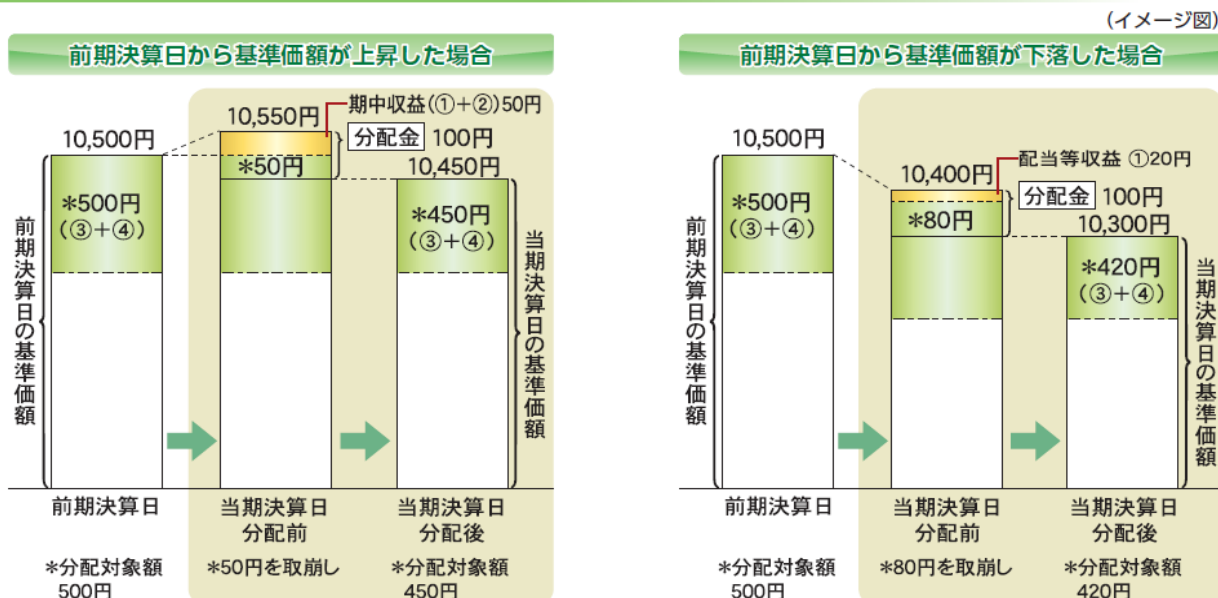 (イメージ図)
前期決算日から基準価額が上昇した場合
10,550円
期中収益(①+②)50円
10,500円
分配金 100円
*50円
10,450円
*500円
(③+④)
*450円
(③+④)
前期決算日の基準価額
当期決算日の基準価額
前期決算日
当期決算日
分配前
当期決算日
分配後
*分配対象額
500円
*50円を取崩し
*分配対象額
450円
前期決算日から基準価額が下落した場合
10,500円
配当等収益 ①20円
10,400円
分配金 100円
*500円
(③+④)
*80円
10,300円
*420円
(③+④)
前期決算日の基準価額
当期決算日の基準価額
前期決算日
当期決算日
分配前
当期決算日
分配後
*分配対象額
500円
*80円を取崩し
*分配対象額
420円